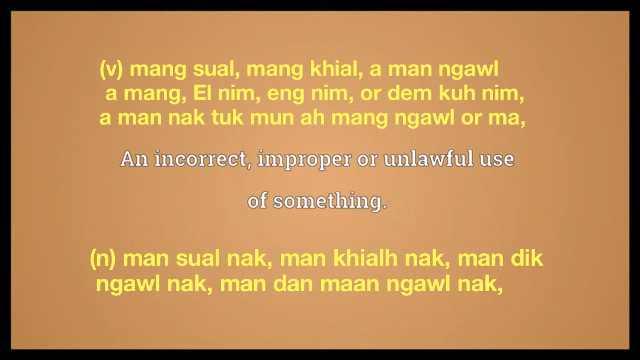 (v) mang sual, mang khial, a man ngawl
a mang, El nim, eng nim, or dem kuh nim,
a man nak tuk mun ah mang ngawl or ma,
An incorrect, improper or unlawful use
of something.
(n) man sual nak, man khialh nak, man dik
ngawl nak, man dan maan ngawl nak,